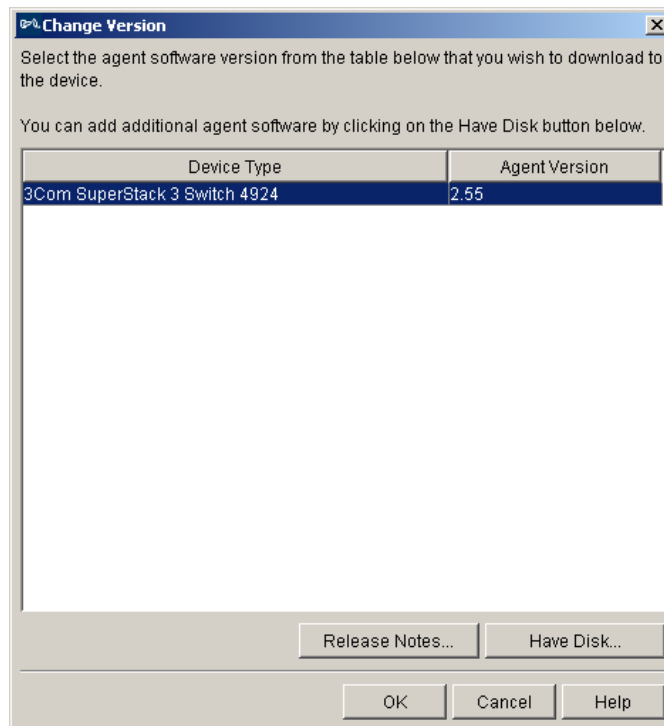 Change Version
Select the agent software version from the table below that you wish to download to
the device.
You can add additional agent software by clicking on the Have Disk button below.
Device Type Agent Version
3Com SuperStack 3 Switch 4924 2.55
Release Notes... Have Disk...
OK Cancel Help